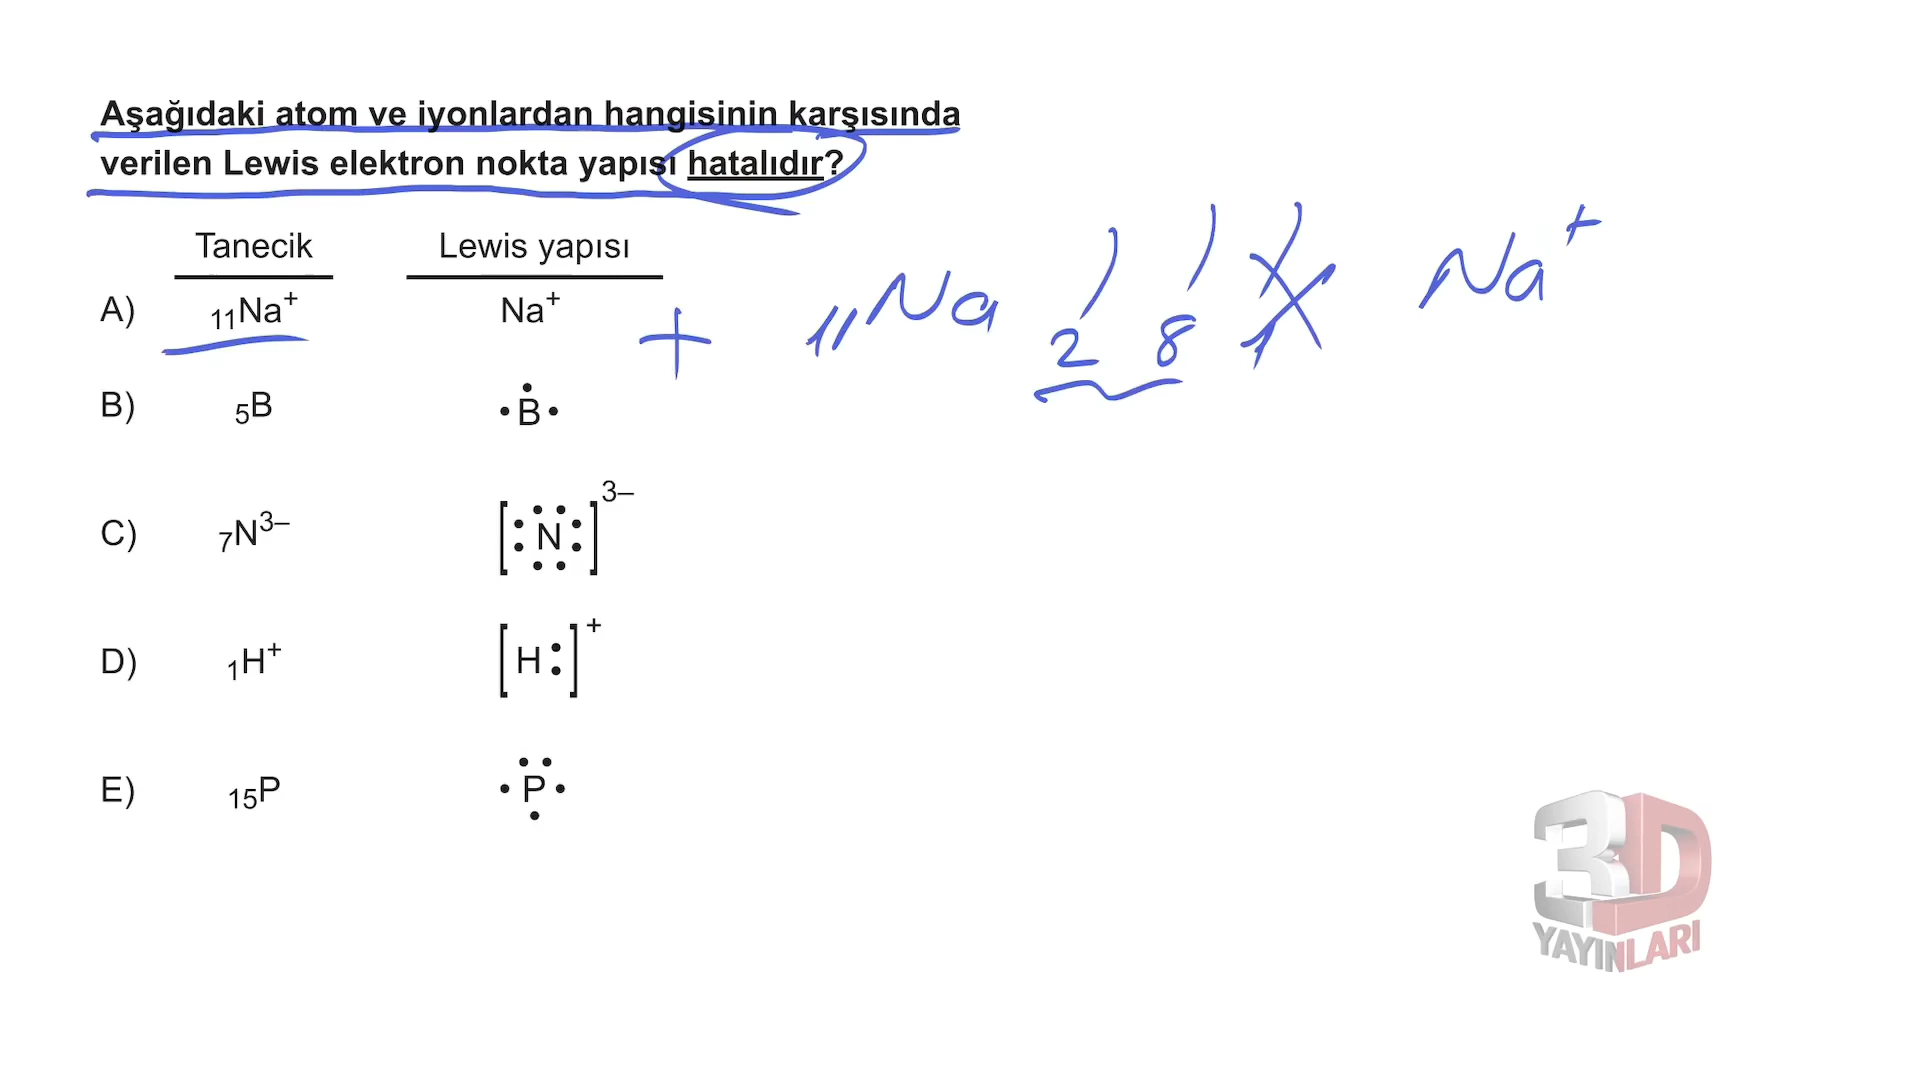 Aşağıdaki atom ve iyonlardan hangisinin karşısında
verilen Lewis elektron nokta yapısı hatalıdır?
Tanecik Lewis yapısı
A) ₁₁Na⁺ Na⁺
B) ₅B B
C) ₇N³⁻ [N]³⁻
D) ₁H⁺ [H:]⁺
E) ₁₅P P
+ ₁₁Na 2 8 1 Na⁺
3D
YAYINLARI